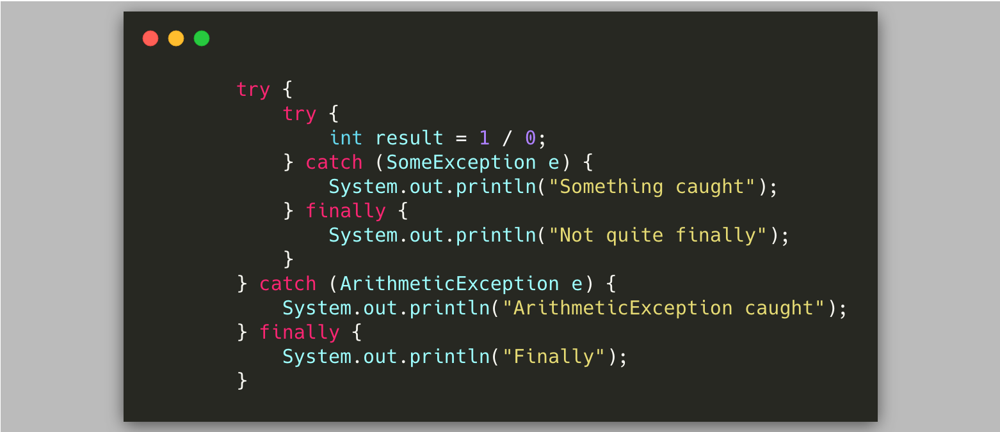 try {
    try {
        int result = 1 / 0;
    } catch (SomeException e) {
        System.out.println("Something caught");
    } finally {
        System.out.println("Not quite finally");
    }
} catch (ArithmeticException e) {
    System.out.println("ArithmeticException caught");
} finally {
    System.out.println("Finally");
}